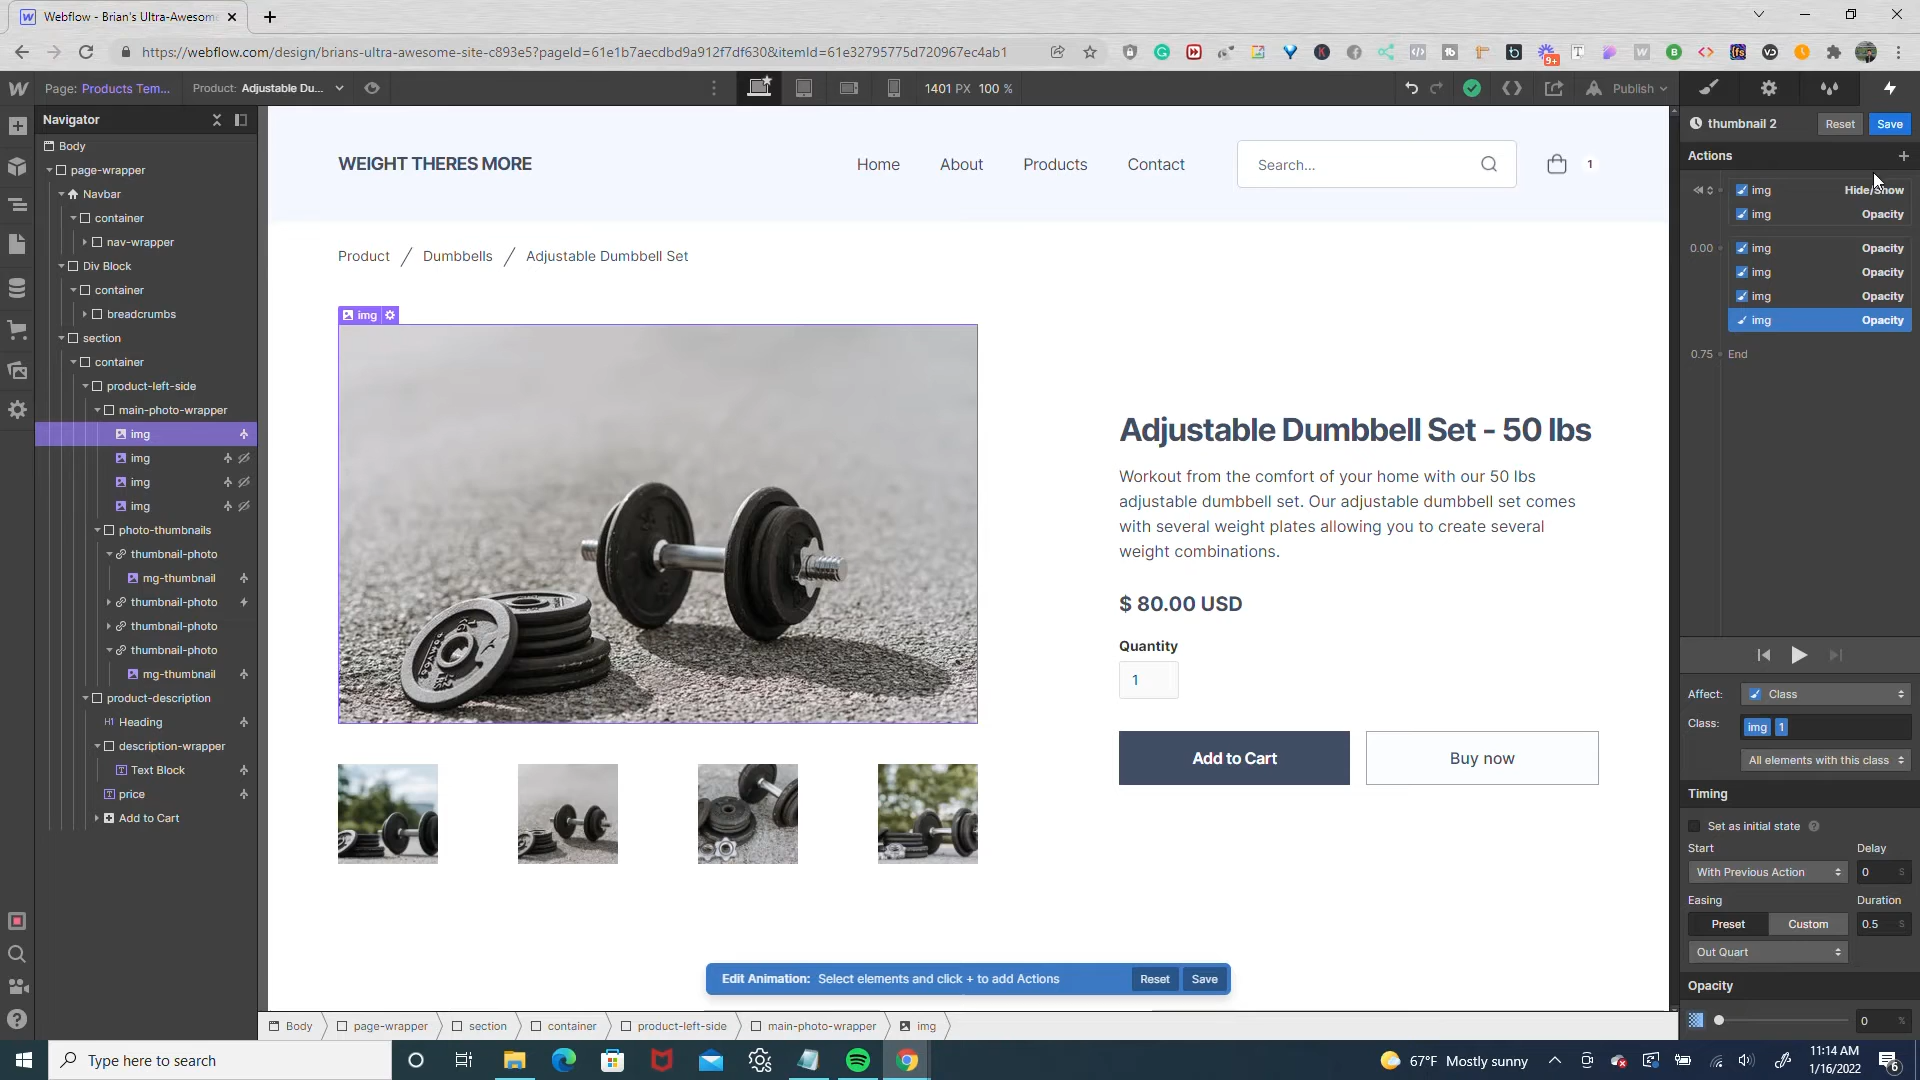 Webflow - Brian's Ultra-Awesom
https://webflow.com/design/brians-ultra-awesome-site-c893e5?pageId=61e1b7aecdbd9a912f7df630&itemId=61e32795775d720967ec4ab1
9+
Page: Products Tem...
Product: Adjustable Du...
1401 PX 100 %
Publish
Navigator
Body
page-wrapper
Navbar
container
nav-wrapper
Div Block
container
breadcrumbs
section
container
product-left-side
main-photo-wrapper
img
img
img
img
photo-thumbnails
thumbnail-photo
mg-thumbnail
thumbnail-photo
thumbnail-photo
thumbnail-photo
mg-thumbnail
product-description
H1 Heading
description-wrapper
Text Block
price
Add to Cart
WEIGHT THERES MORE
Home
About
Products
Contact
Search...
1
Product / Dumbbells / Adjustable Dumbbell Set
img
Adjustable Dumbbell Set - 50 lbs
Workout from the comfort of your home with our 50 lbs
adjustable dumbbell set. Our adjustable dumbbell set comes
with several weight plates allowing you to create several
weight combinations.
$ 80.00 USD
Quantity
1
Add to Cart
Buy now
Edit Animation: Select elements and click + to add Actions
Reset
Save
Body
page-wrapper
section
container
product-left-side
main-photo-wrapper
img
thumbnail 2
Reset
Save
Actions
img Hide/Show
img Opacity
0.00
img Opacity
img Opacity
img Opacity
img Opacity
0.75 End
Affect: Class
Class: img 1
All elements with this class
Timing
Set as initial state
Start
Delay
With Previous Action
0 S
Easing
Duration
Preset
Custom
0.5 S
Out Quart
Opacity
0 %
Type here to search
67°F Mostly sunny
11:14 AM
1/16/2022
6